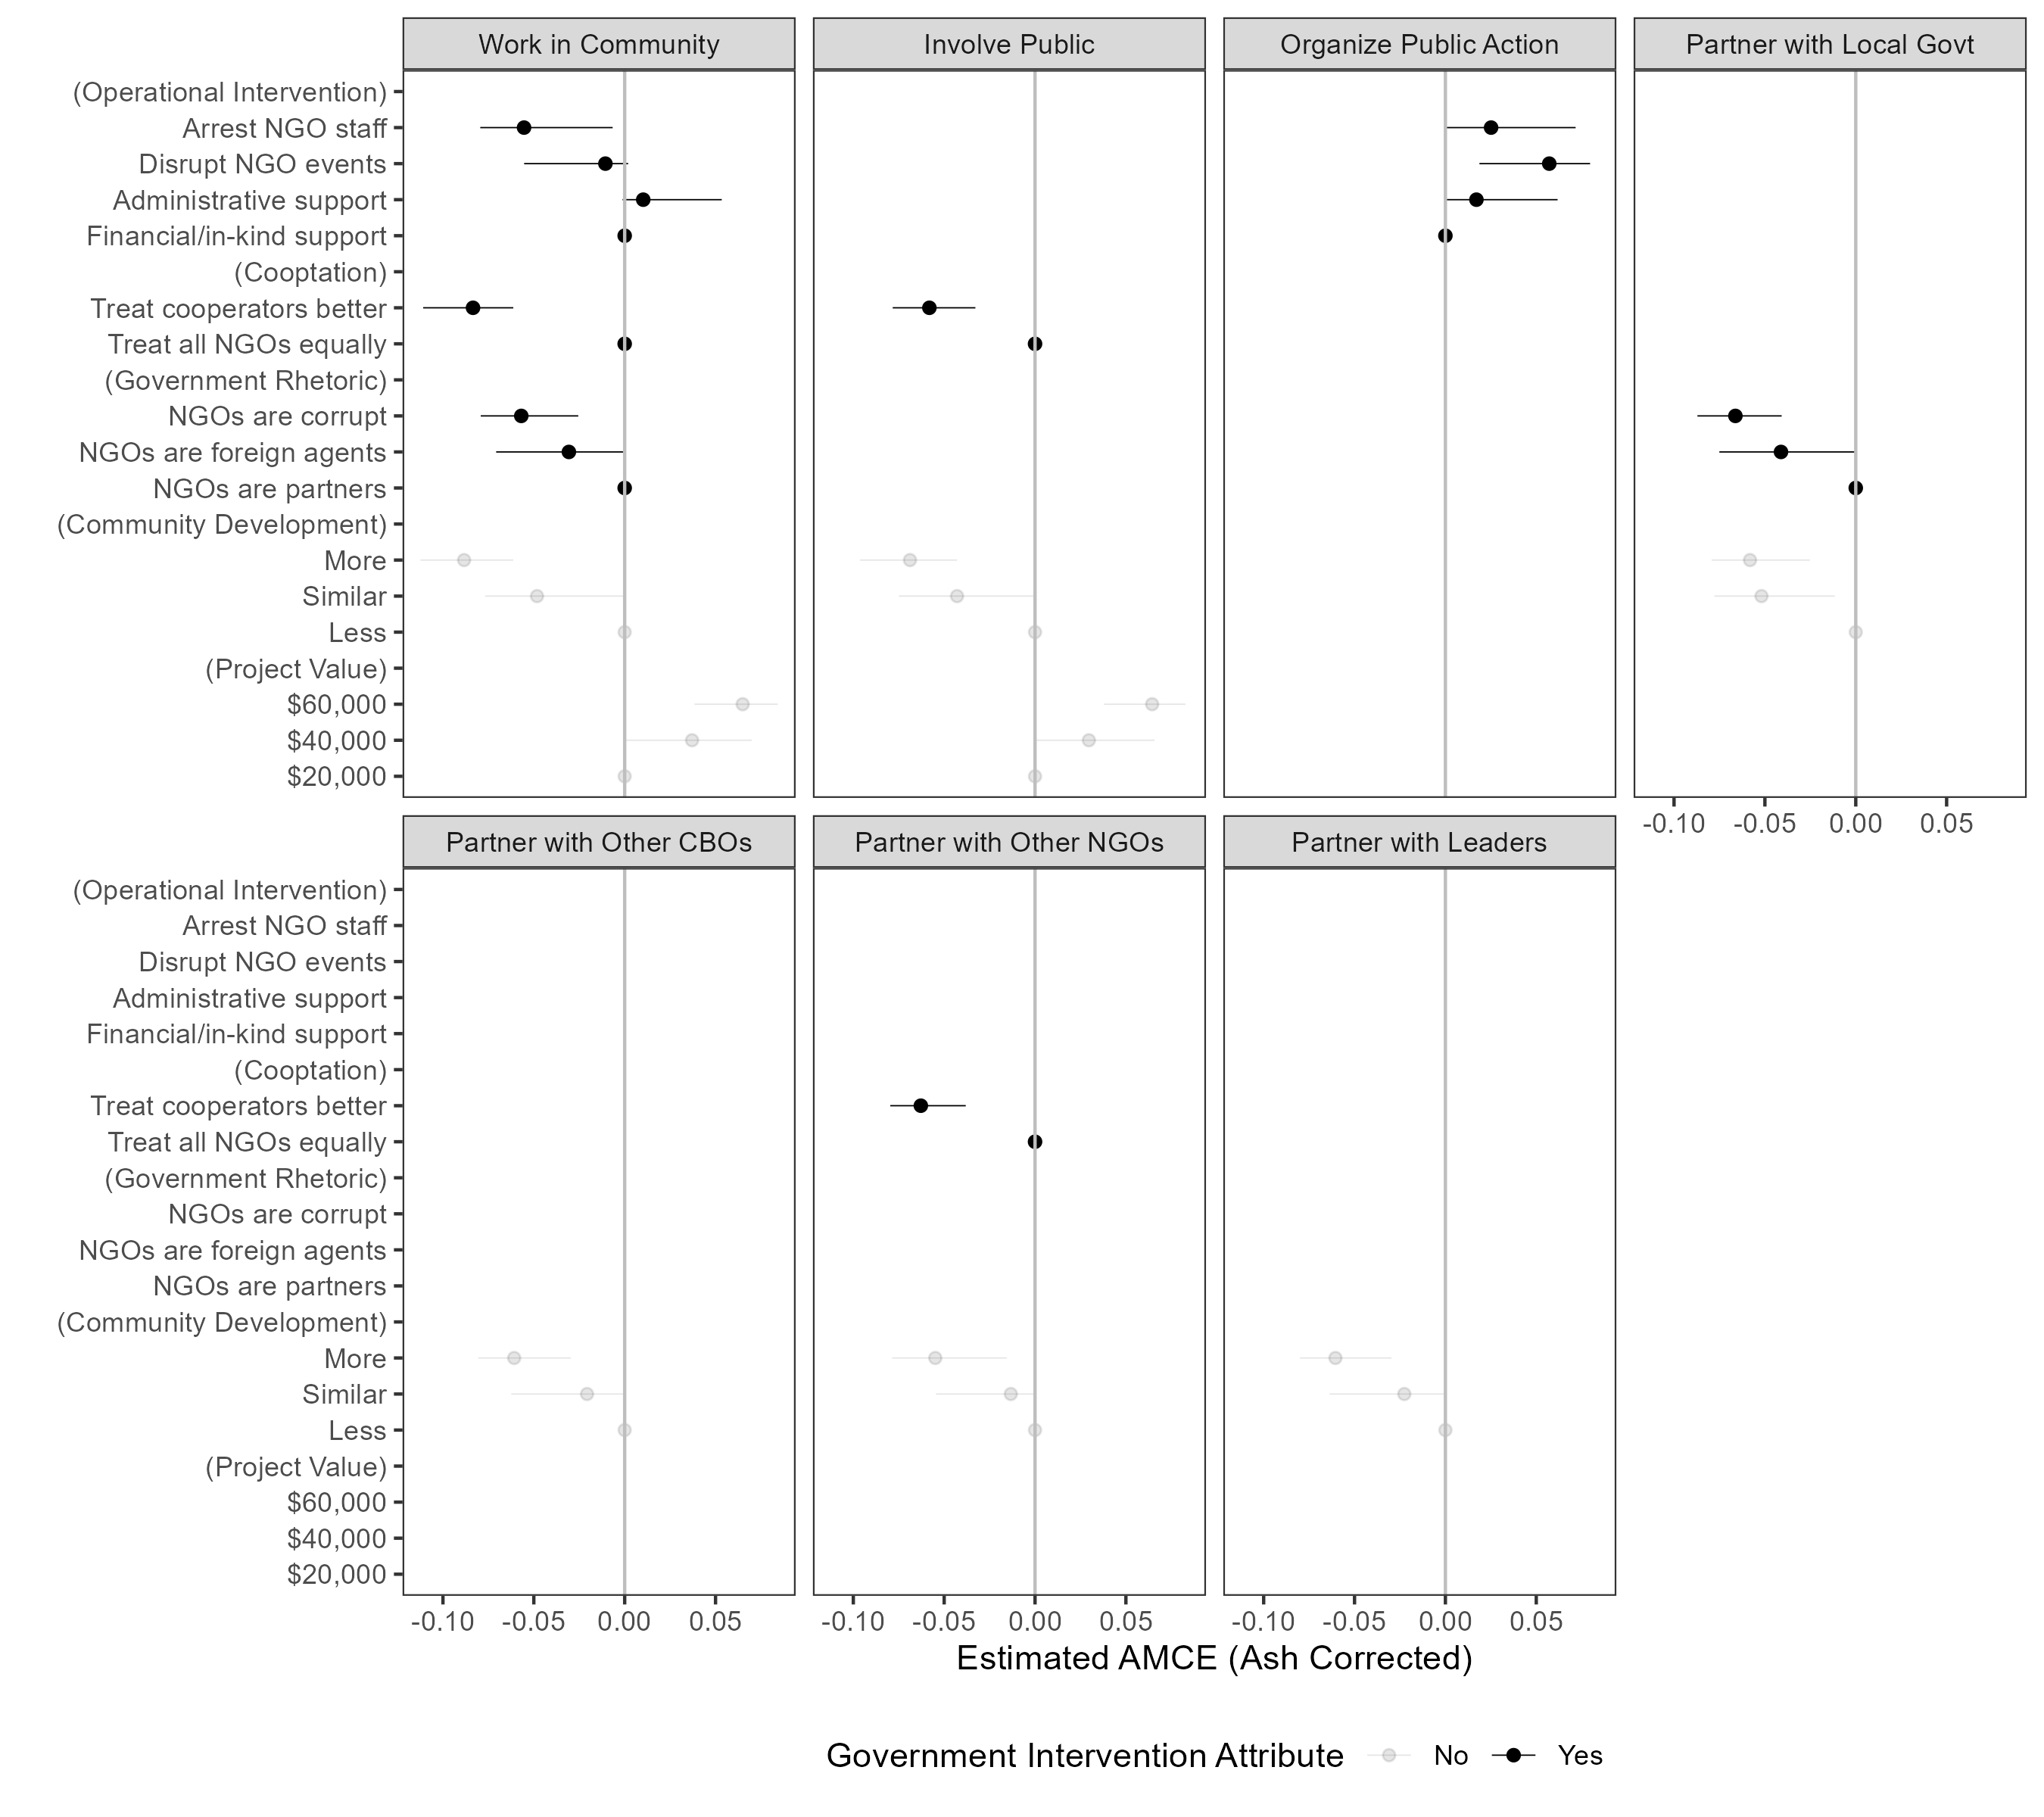 Work in Community
Involve Public
Organize Public Action
Partner with Local Govt
(Operational Intervention)
Arrest NGO staff
Disrupt NGO events
Administrative support
Financial/in-kind support
(Cooptation)
Treat cooperators better
Treat all NGOs equally
(Government Rhetoric)
NGOs are corrupt
NGOs are foreign agents
NGOs are partners
(Community Development)
More
Similar
Less
(Project Value)
$60,000
$40,000
$20,000
-0.10 -0.05 0.00 0.05
Partner with Other CBOs
Partner with Other NGOs
Partner with Leaders
(Operational Intervention)
Arrest NGO staff
Disrupt NGO events
Administrative support
Financial/in-kind support
(Cooptation)
Treat cooperators better
Treat all NGOs equally
(Government Rhetoric)
NGOs are corrupt
NGOs are foreign agents
NGOs are partners
(Community Development)
More
Similar
Less
(Project Value)
$60,000
$40,000
$20,000
-0.10 -0.05 0.00 0.05
-0.10 -0.05 0.00 0.05
-0.10 -0.05 0.00 0.05
Estimated AMCE (Ash Corrected)
Government Intervention Attribute No Yes